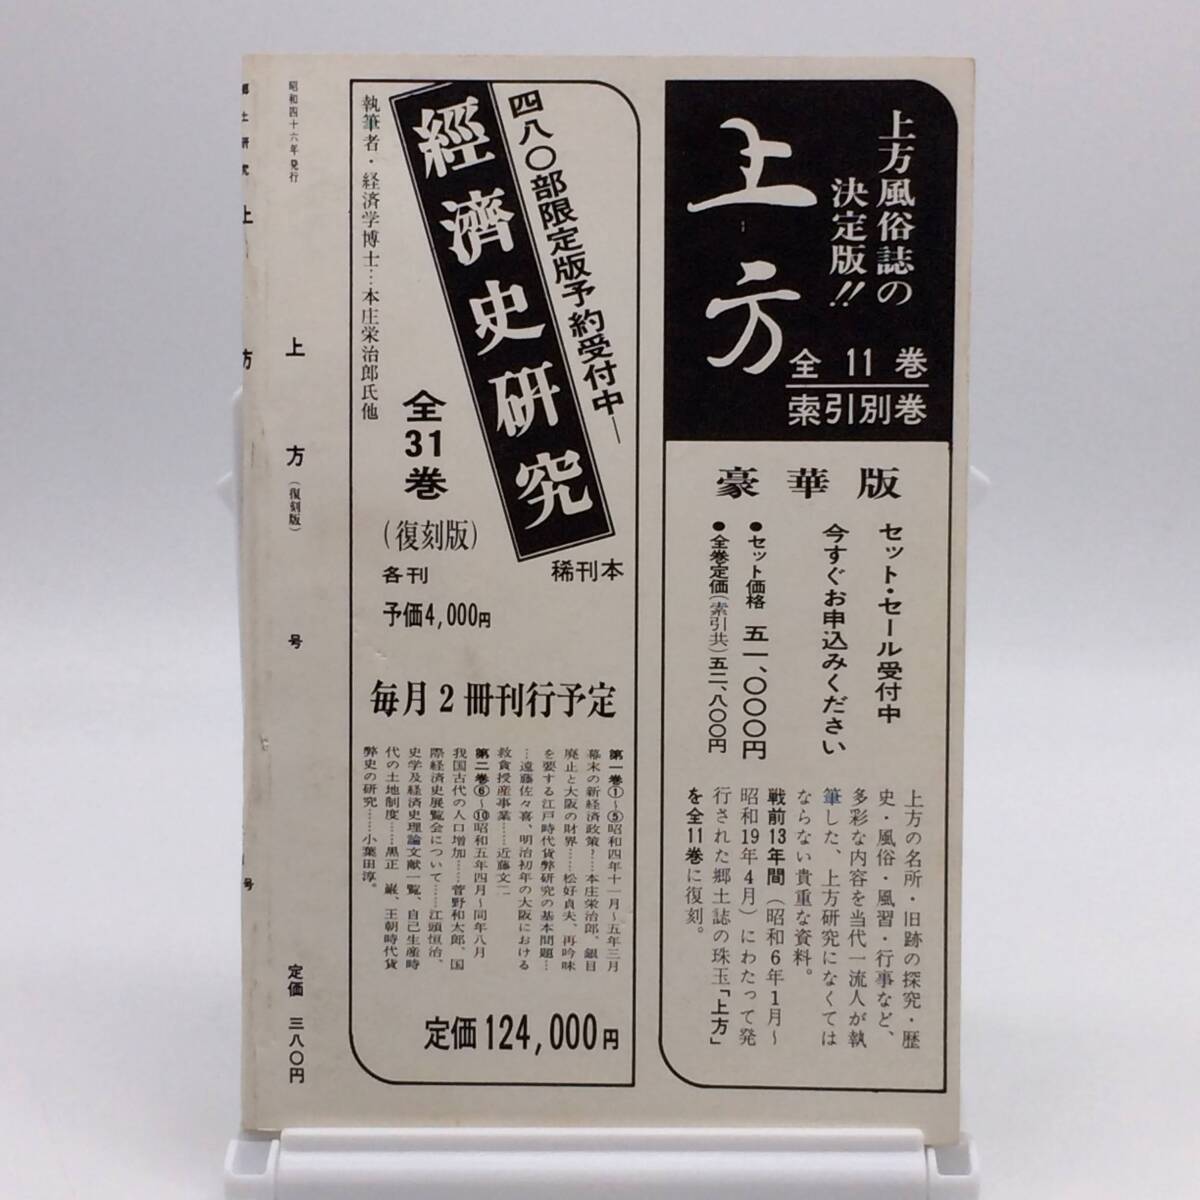 上方風俗誌の
決定版!!
上方
全11巻
索引別巻
豪華版
セット・セール受付中
今すぐお申込みください
●セット価格 五一、〇〇〇円
●全巻定価(索引共)五二、八〇〇円
上方の名所・旧跡の探究・歴
史・風俗・風習・行事など、
多彩な内容を当代一流人が執
筆した、上方研究になくては
ならない貴重な資料。
戦前13年間(昭和6年1月〜
昭和19年4月)にわたって発
行された郷土誌の珠玉「上方」
を全11巻に復刻。
四八〇部限定版予約受付中―
經濟史研究
執筆者・経済学博士…本庄栄治郎氏他
全31巻
(復刻版)
稀刊本
各刊
予価4,000円
毎月2冊刊行予定
第一巻①〜⑤昭和四年十一月〜五年三月
幕末の新経済政策?……本庄栄治郎、銀目
廃止と大阪の財界……松好貞夫、再吟味
を要する江戸時代貨幣研究の基本問題…
…遠藤佐々喜、明治初年の大阪における
救貧授産事業……近藤文二
第二巻⑥〜⑩昭和五年四月〜同年八月
我国古代の人口増加……菅野和太郎、国
際経済史展覧会について……江頭恒治、
史学及経済史理論文献一覧、自己生産時
代の土地制度……黒正 巌、王朝時代貨
幣史の研究……小葉田淳。
定価124,000円
昭和四十六年発行
上方(復刻版)号
定価 三八〇円
郷土研究 上方 号